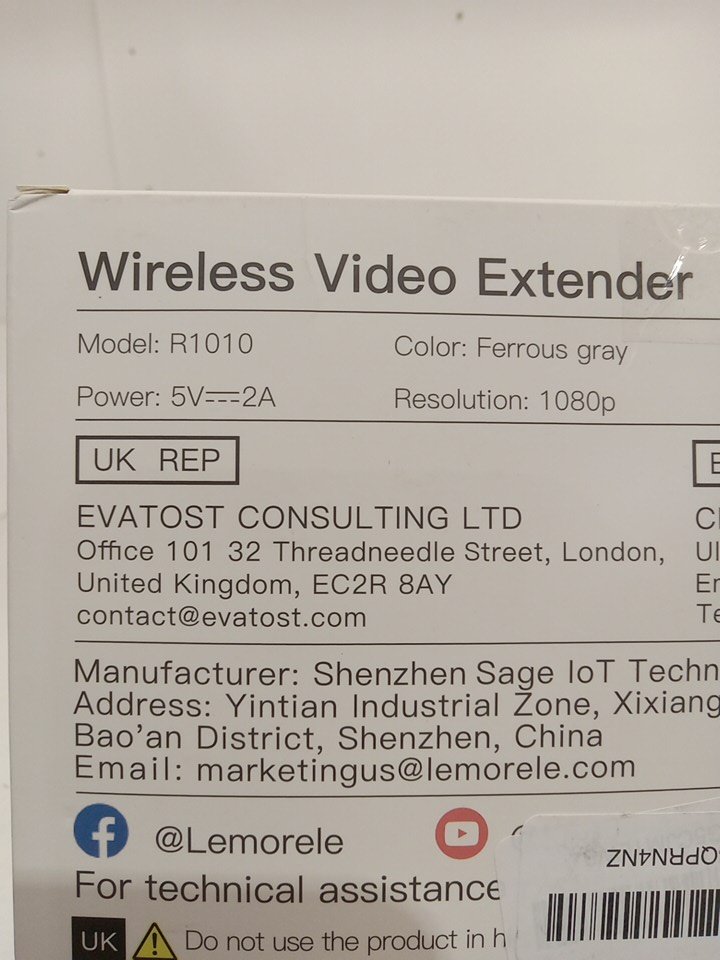 Wireless Video Extender
Model: R1010
Color: Ferrous gray
Power: 5V⎓2A
Resolution: 1080p
UK REP
EVATOST CONSULTING LTD
Office 101 32 Threadneedle Street, London,
United Kingdom, EC2R 8AY
contact@evatost.com
Manufacturer: Shenzhen Sage IoT Techn
Address: Yintian Industrial Zone, Xixiang
Bao'an District, Shenzhen, China
Email: marketingus@lemorele.com
@Lemorele
For technical assistance
QPRN4NZ
UK Do not use the product in h